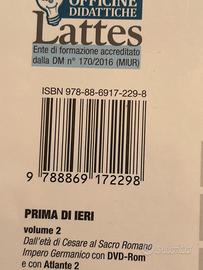 OFFICINE
DIDATTICHE
Lattes
Ente di formazione accreditato
dalla DM n° 170/2016 (MIUR)
ISBN 978-88-6917-229-8
9 788869 172298
PRIMA DI IERI
volume 2
Dall'età di Cesare al Sacro Romano
Impero Germanico con DVD-Rom
e con Atlante 2